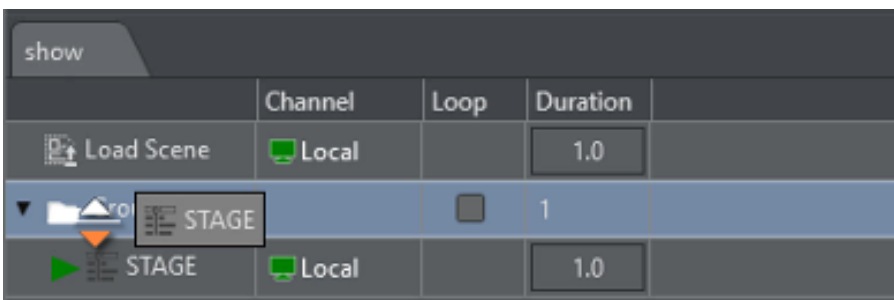 show
Channel Loop Duration
Load Scene Local 1.0
STAGE 1
STAGE Local 1.0